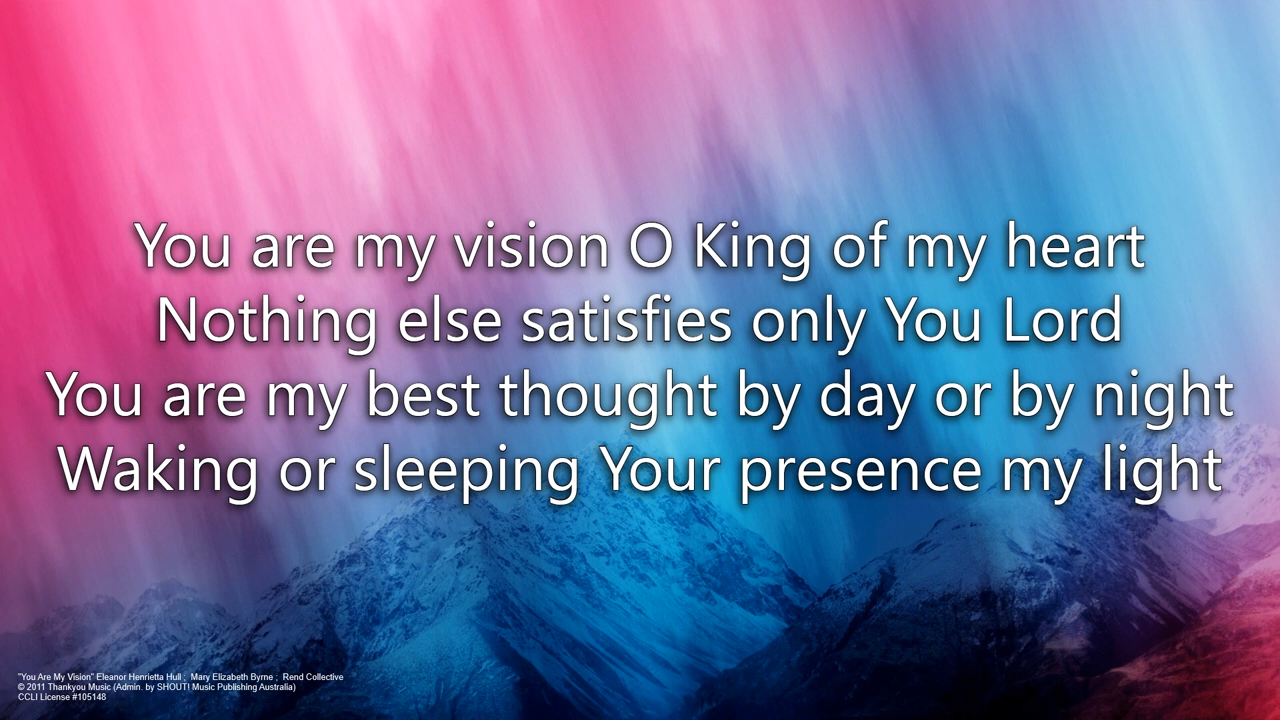 You are my vision O King of my heart
Nothing else satisfies only You Lord
You are my best thought by day or by night
Waking or sleeping Your presence my light
"You Are My Vision" Eleanor Henrietta Hull ; Mary Elizabeth Byrne ; Rend Collective
© 2011 Thankyou Music (Admin. by SHOUT! Music Publishing Australia)
CCLI License #105148